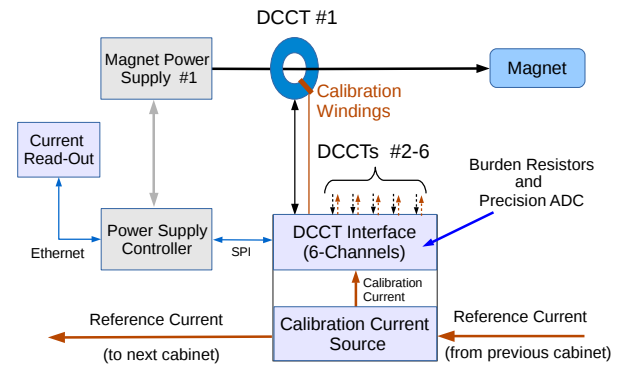 DCCT #1
Magnet Power
Supply #1
Magnet
Calibration
Windings
Current
Read-Out
DCCTs #2-6
Burden Resistors
and
Precision ADC
Power Supply
Controller
DCCT Interface
(6-Channels)
Ethernet
SPI
Calibration
Current
Reference Current
(to next cabinet)
Calibration Current
Source
Reference Current
(from previous cabinet)